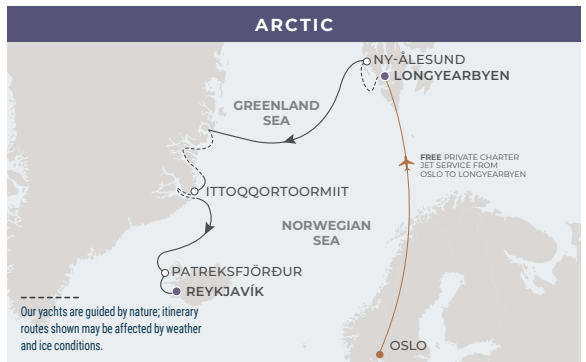 ARCTIC
NY-ÅLESUND
LONGYEARBYEN
GREENLAND
SEA
FREE PRIVATE CHARTER
JET SERVICE FROM
OSLO TO LONGYEARBYEN
ITTOQQORTOORMIIT
NORWEGIAN
SEA
PATREKSFJÖRÐUR
REYKJAVÍK
Our yachts are guided by nature; itinerary
routes shown may be affected by weather
and ice conditions.
OSLO